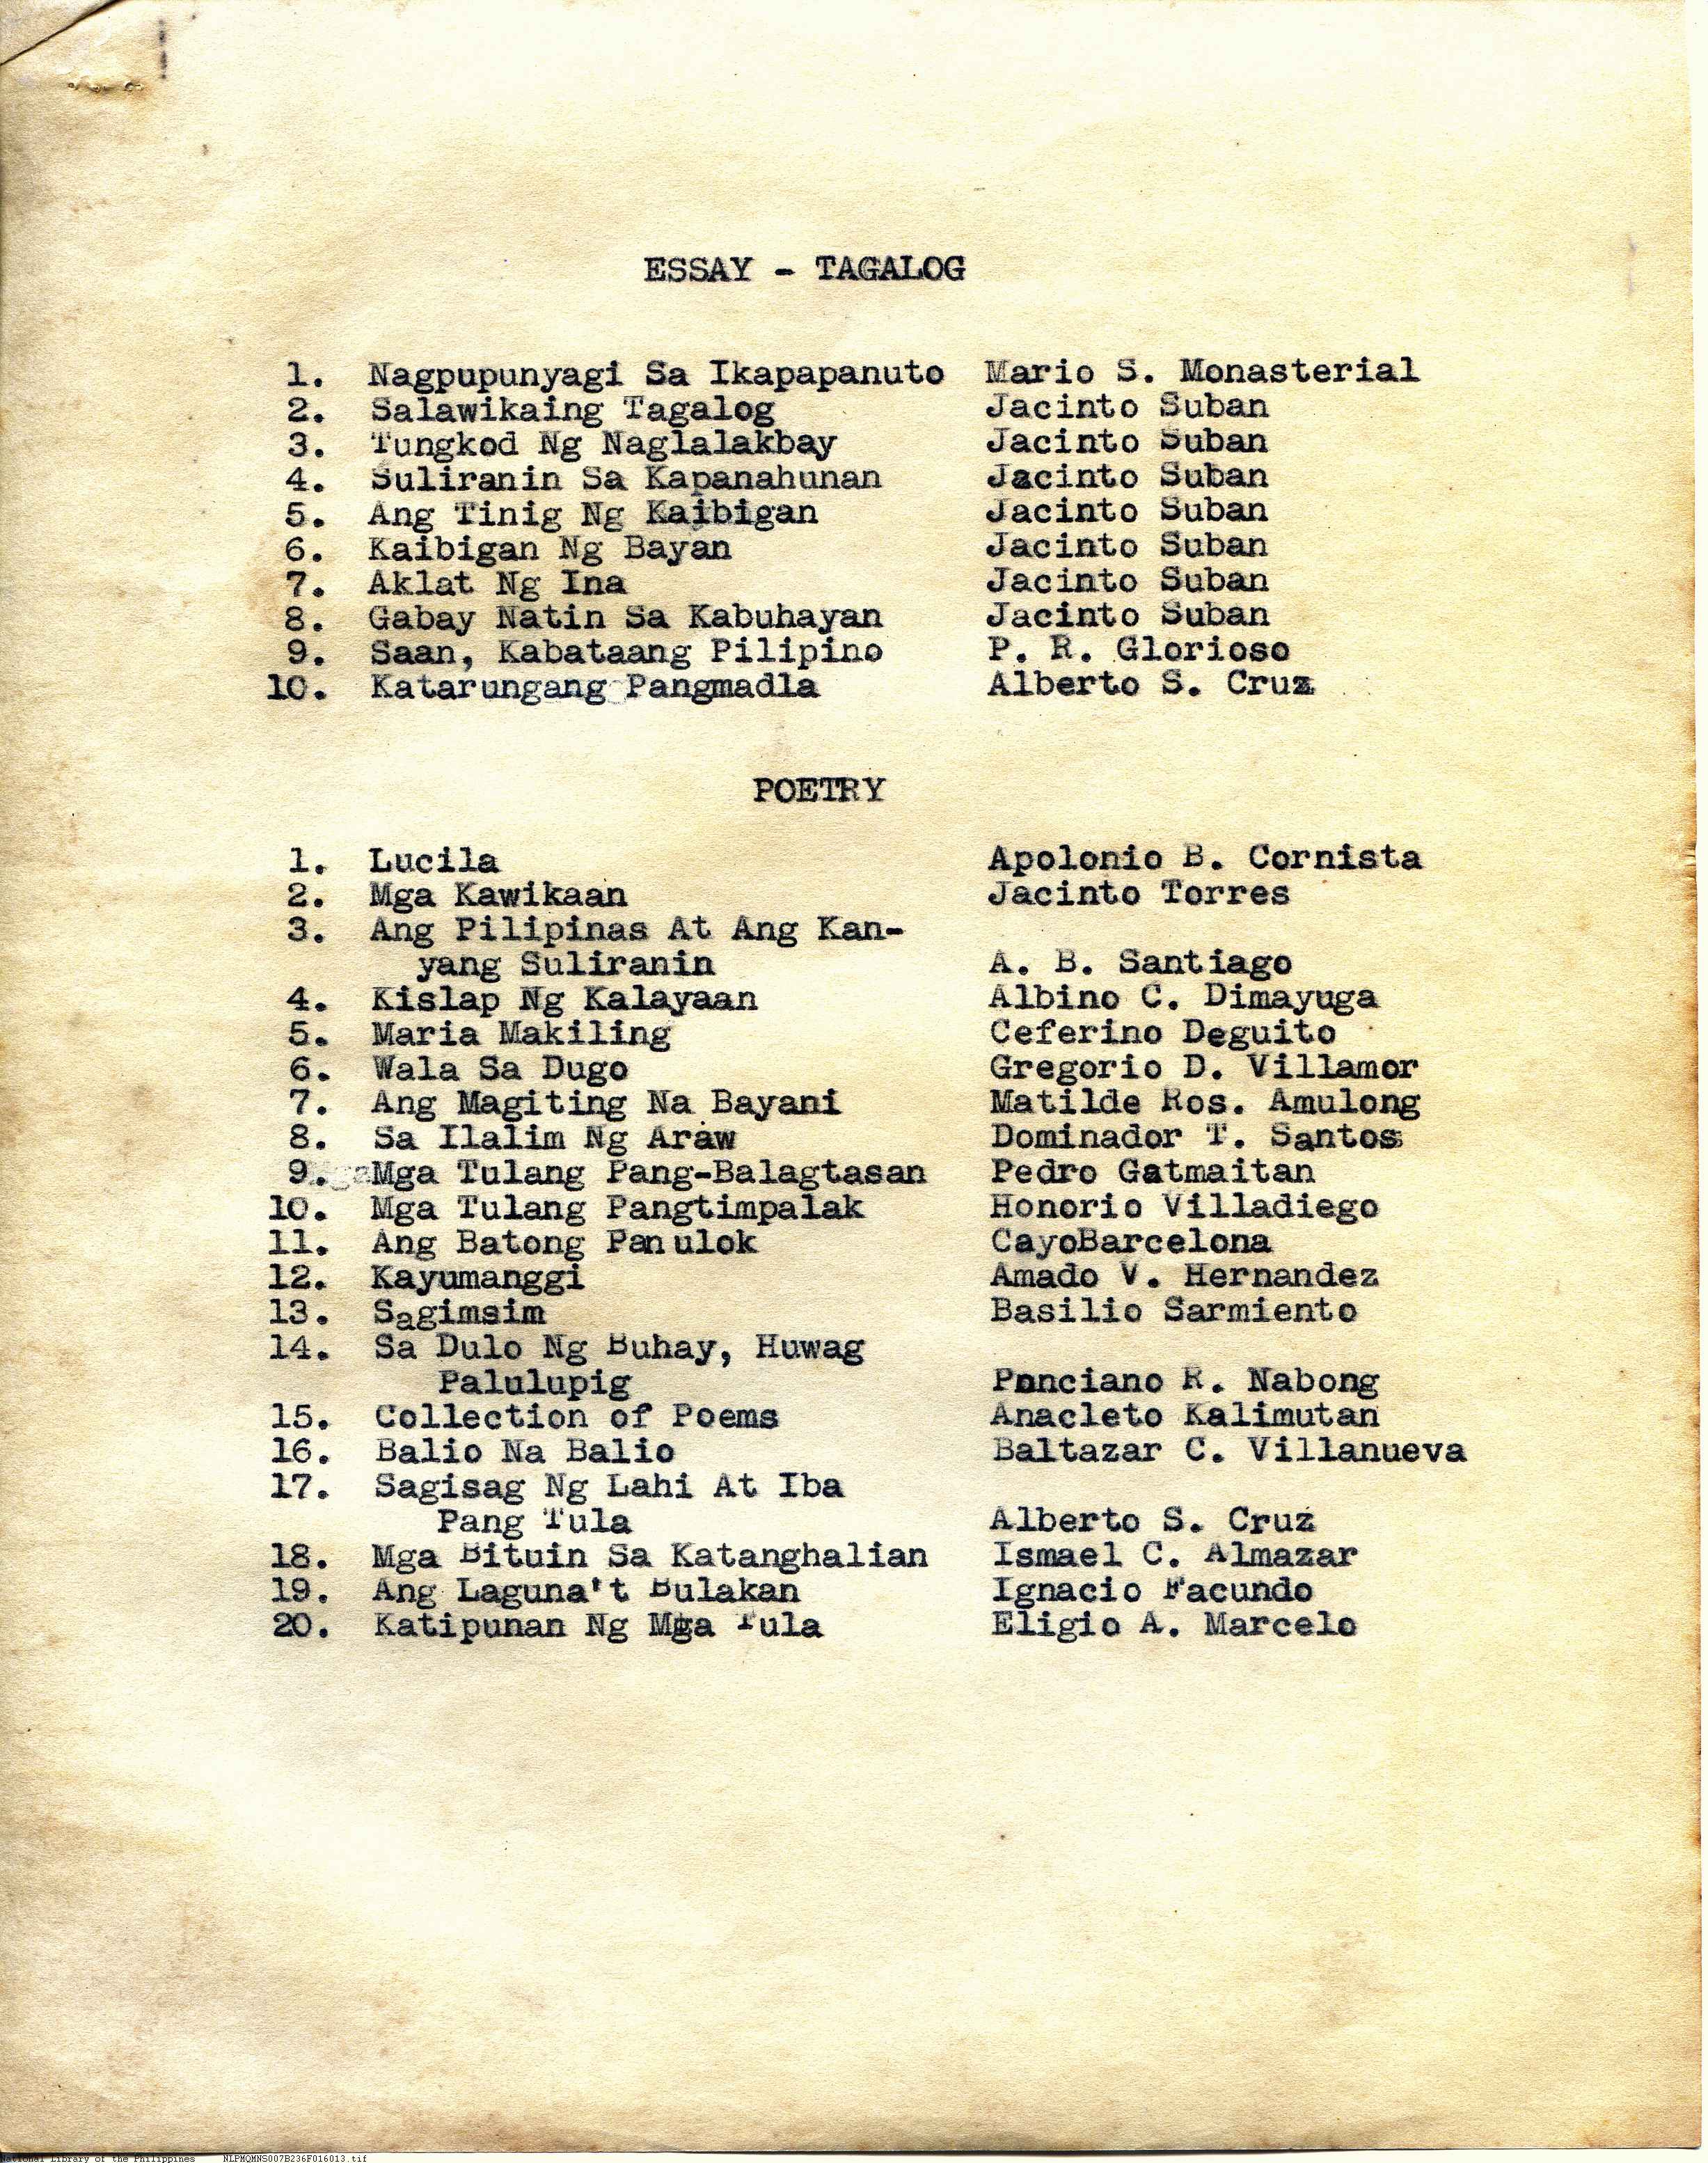 ESSAY - TAGALOG
1. Nagpupunyagi Sa Ikapapanuto Mario S. Monasterial
2. Salawikaing Tagalog Jacinto Suban
3. Tungkod Ng Naglalakbay Jacinto Suban
4. Suliranin Sa Kapanahunan Jacinto Suban
5. Ang Tinig Ng Kaibigan Jacinto Suban
6. Kaibigan Ng Bayan Jacinto Suban
7. Aklat Ng Ina Jacinto Suban
8. Gabay Natin Sa Kabuhayan Jacinto Suban
9. Saan, Kabataang Pilipino P. R. Glorioso
10. Katarungang Pangmadla Alberto S. Cruz
POETRY
1. Lucila Apolonio B. Cornista
2. Mga Kawikaan Jacinto Torres
3. Ang Pilipinas At Ang Kan-
yang Suliranin A. B. Santiago
4. Kislap Ng Kalayaan Albino C. Dimayuga
5. Maria Makiling Ceferino Deguito
6. Wala Sa Dugo Gregorio D. Villamor
7. Ang Magiting Na Bayani Matilde Ros. Amulong
8. Sa Ilalim Ng Araw Dominador T. Santos
9. Mga Tulang Pang-Balagtasan Pedro Gatmaitan
10. Mga Tulang Pangtimpalak Honorio Villadiego
11. Ang Batong Panulok CayoBarcelona
12. Kayumanggi Amado V. Hernandez
13. Sagimsim Basilio Sarmiento
14. Sa Dulo Ng Buhay, Huwag
Palulupig Ponciano R. Nabong
15. Collection of Poems Anacleto Kalimutan
16. Balio Na Balio Baltazar C. Villanueva
17. Sagisag Ng Lahi At Iba
Pang Tula Alberto S. Cruz
18. Mga Bituin Sa Katanghalian Ismael C. Almazar
19. Ang Laguna't Bulakan Ignacio Facundo
20. Katipunan Ng Mga Tula Eligio A. Marcelo
National Library of the Philippines NLPMQMNS007B236F016013.tif